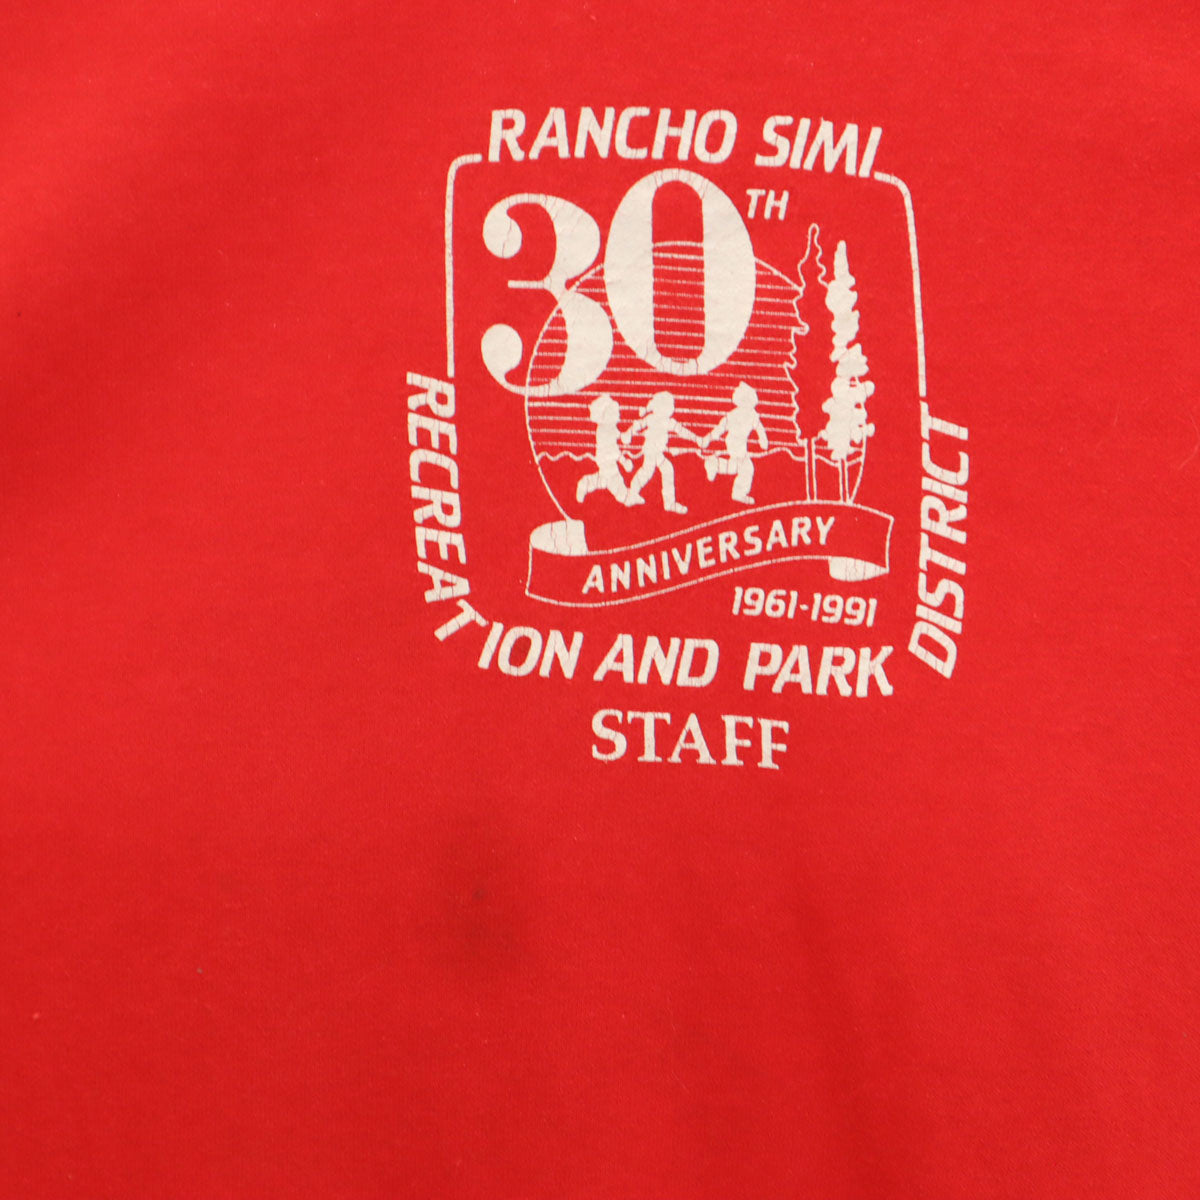 RANCHO SIMI
30TH
ANNIVERSARY
1961-1991
RECREATION AND PARK DISTRICT
STAFF